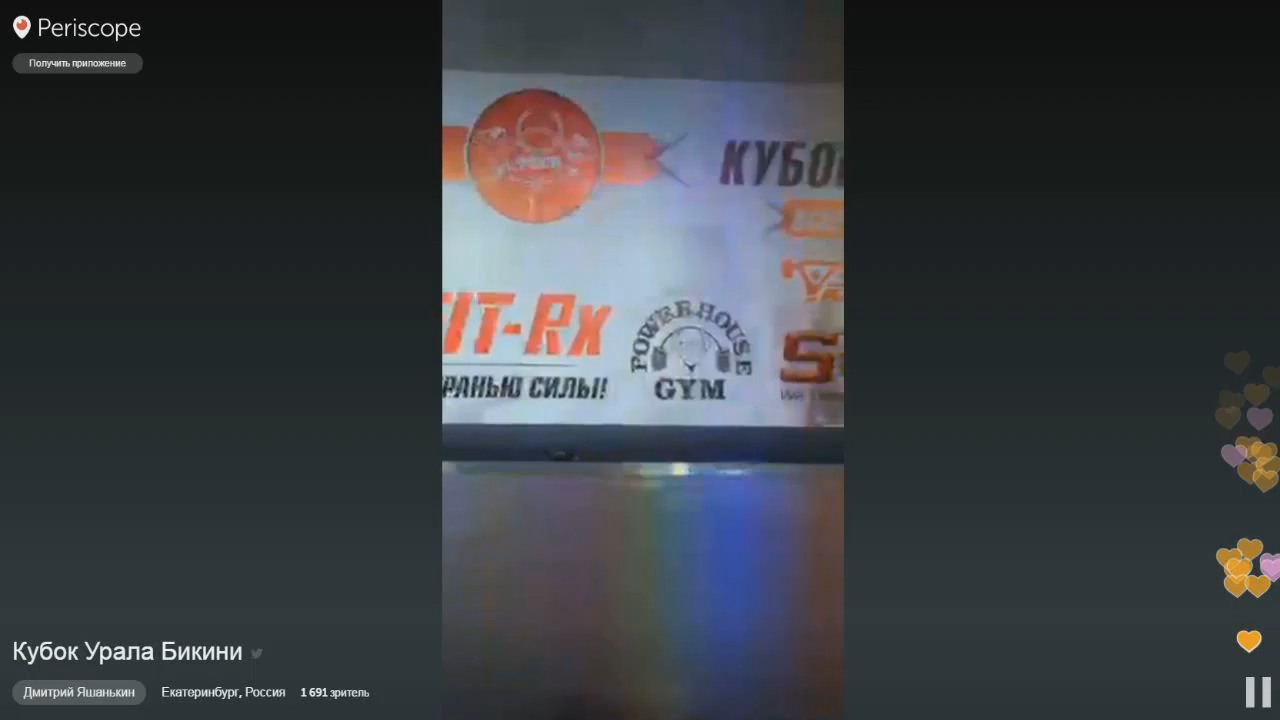 Periscope
Получить приложение
КУБО
IT-Rx
РАНЬЮ СИЛЫ!
POWERHOUSE
GYM
Кубок Урала Бикини
Дмитрий Яшанькин
Екатеринбург, Россия
1 691 зритель